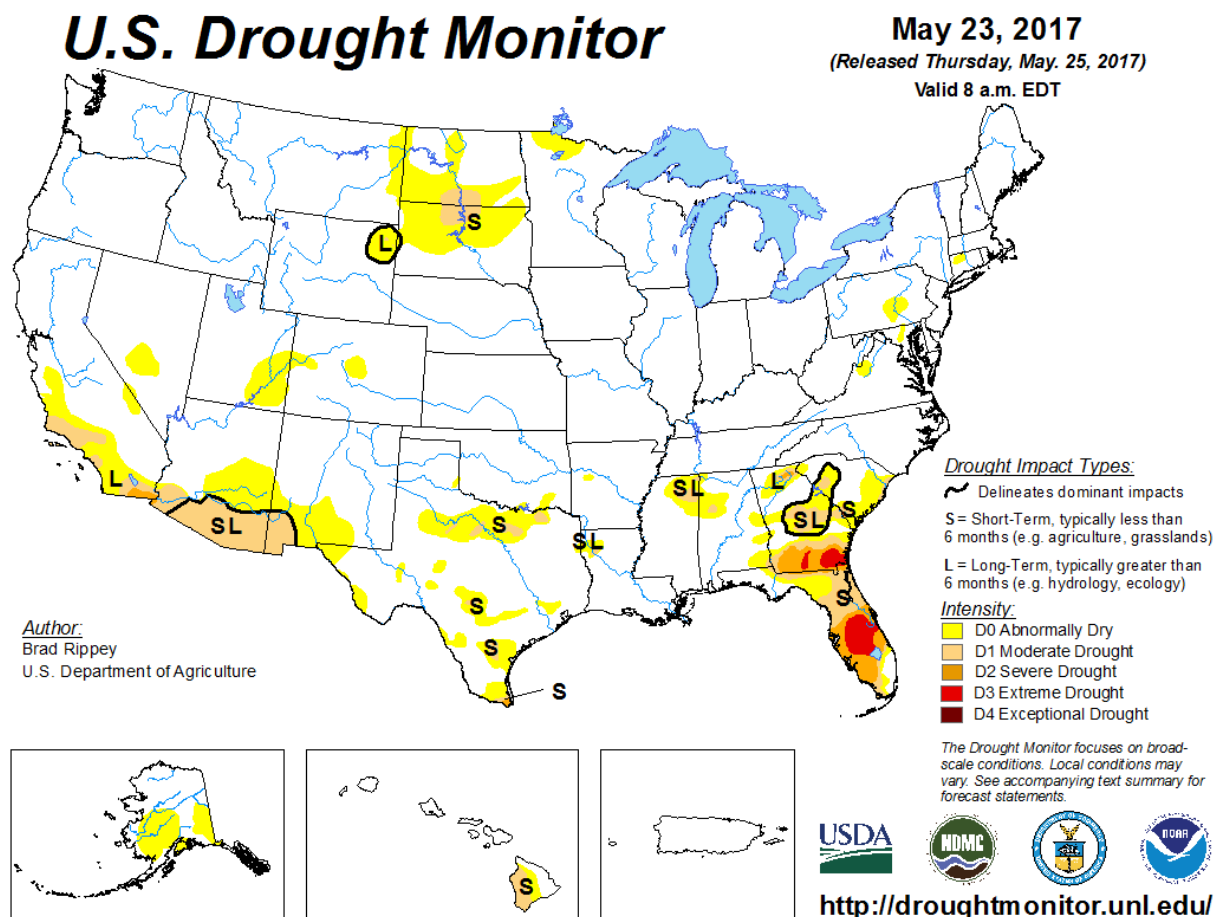 U.S. Drought Monitor
May 23, 2017
(Released Thursday, May. 25, 2017)
Valid 8 a.m. EDT
S
L
L
SL
S
SL
S
S
S
SL
L
SL
S
S
Author:
Brad Rippey
U.S. Department of Agriculture
Drought Impact Types:
Delineates dominant impacts
S = Short-Term, typically less than
6 months (e.g. agriculture, grasslands)
L = Long-Term, typically greater than
6 months (e.g. hydrology, ecology)
Intensity:
D0 Abnormally Dry
D1 Moderate Drought
D2 Severe Drought
D3 Extreme Drought
D4 Exceptional Drought
The Drought Monitor focuses on broad-
scale conditions. Local conditions may
vary. See accompanying text summary for
forecast statements.
S
USDA
NDMC
NOAA
http://droughtmonitor.unl.edu/